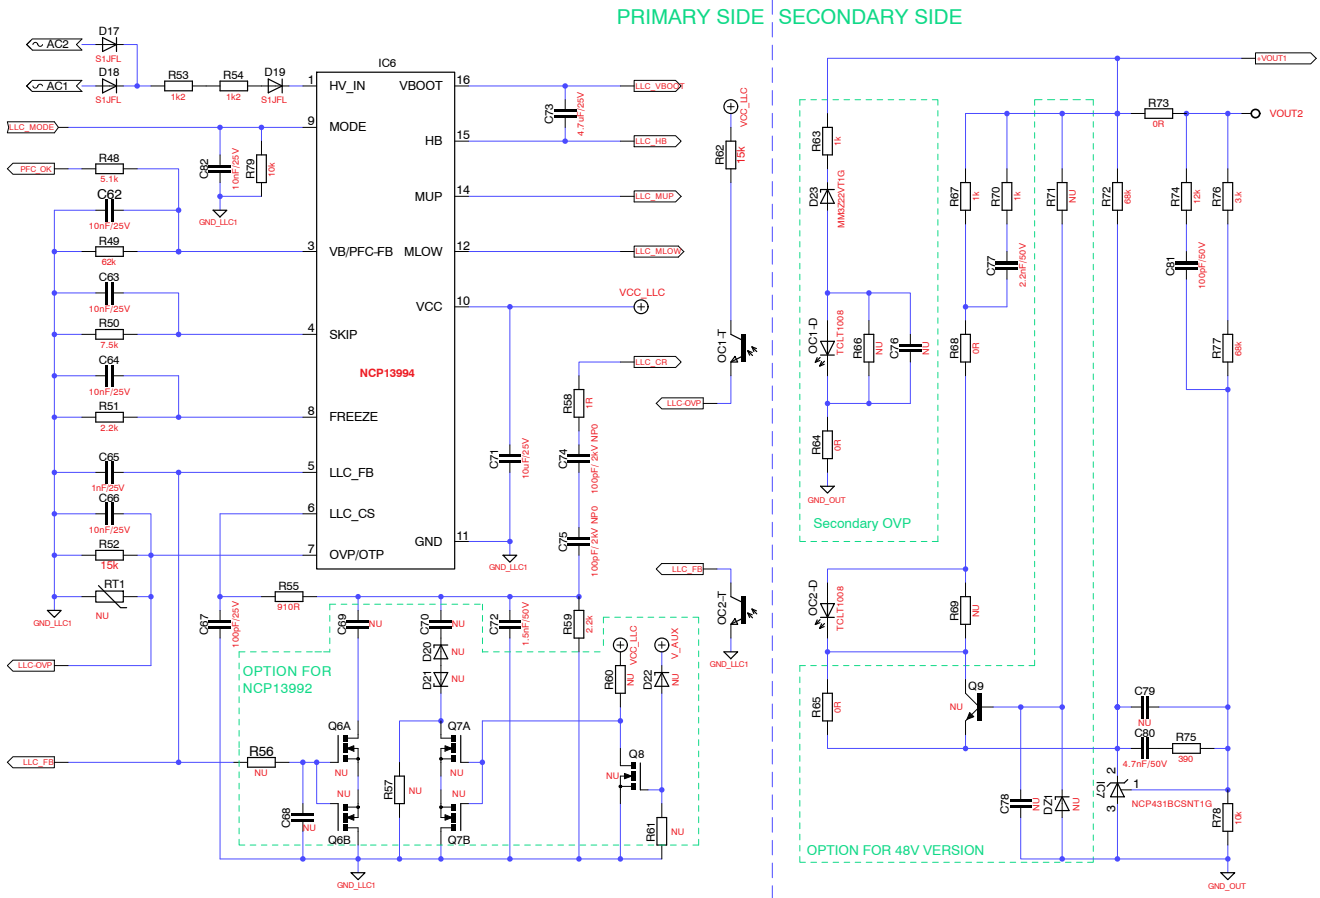 PRIMARY SIDE
SECONDARY SIDE
AC2
D17
S1JFL
AC1
D18
S1JFL
R53
1k2
R54
1k2
D19
S1JFL
IC6
1
HV_IN
VBOOT
16
LLC_VBOOT
C73
4.7uF/25V
LLC_MODE
9
MODE
HB
15
LLC_HB
C82
10nF/25V
R79
10k
GND_LLC1
PFC_OK
R48
5.1k
C62
10nF/25V
MUP
14
LLC_MUP
R49
62k
3
VB/PFC-FB
MLOW
12
LLC_MLOW
C63
10nF/25V
VCC
10
VCC_LLC
R50
7.5k
4
SKIP
C64
10nF/25V
NCP13994
LLC_CR
R51
2.2k
8
FREEZE
R58
1R
C65
1nF/25V
5
LLC_FB
C71
10uF/25V
C74
100pF/ 2kV NP0
C66
10nF/25V
6
LLC_CS
R52
15k
7
OVP/OTP
GND
11
GND_LLC1
C75
100pF/ 2kV NP0
RT1
NU
GND_LLC1
LLC-OVP
R55
910R
C67
100pF/25V
C69
NU
C70
NU
C72
1.5nF/50V
R59
2.2k
D20
NU
D21
NU
OPTION FOR
NCP13992
VCC_LLC
R60
NU
V_AUX
D22
NU
Q6A
NU
Q7A
NU
Q8
NU
LLC_FB
R56
NU
R57
NU
C68
NU
Q6B
NU
Q7B
NU
R61
NU
GND_LLC1
VCC_LLC
R62
15k
OC1-T
LLC-OVP
LLC_FB
OC2-T
GND_LLC1
+VOUT1
R63
1k
D23
MM3Z22VT1G
OC1-D
TCLT1008
R66
NU
C76
NU
R64
0R
GND_OUT
Secondary OVP
R67
1k
R70
1k
R71
NU
R72
68k
R73
0R
VOUT2
R74
12k
R76
3.k
C77
2.2nF/50V
C81
100pF/50V
R68
0R
R77
68k
OC2-D
TCLT1008
R69
NU
R65
0R
Q9
NU
C79
NU
C80
4.7nF/50V
R75
390
2
1
3
IC7
NCP431BCSNT1G
C78
NU
DZ1
NU
R78
10k
OPTION FOR 48V VERSION
GND_OUT